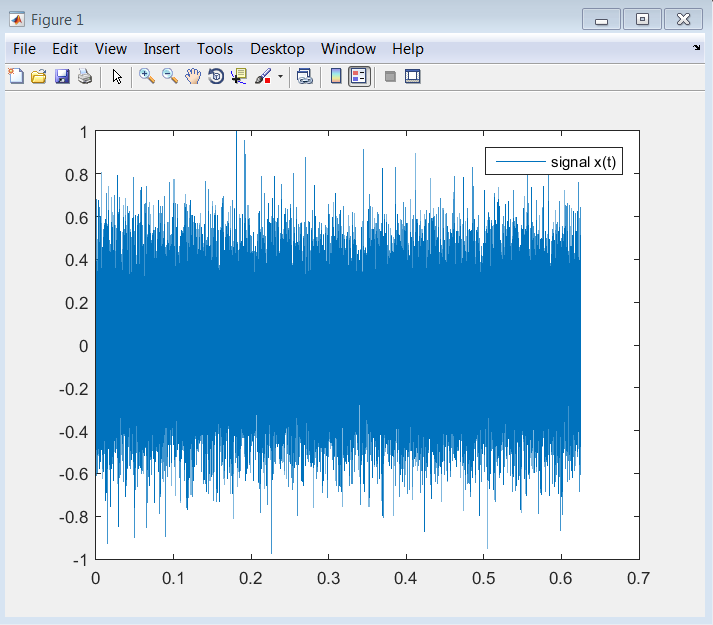 Figure 1
File Edit View Insert Tools Desktop Window Help
signal x(t)
1
0.8
0.6
0.4
0.2
0
-0.2
-0.4
-0.6
-0.8
-1
0 0.1 0.2 0.3 0.4 0.5 0.6 0.7